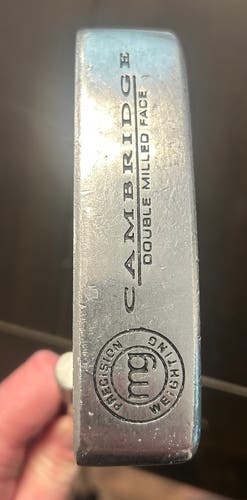 CAMBRIDGE
DOUBLE MILLED FACE
PRECISION
mg
WEIGHTING